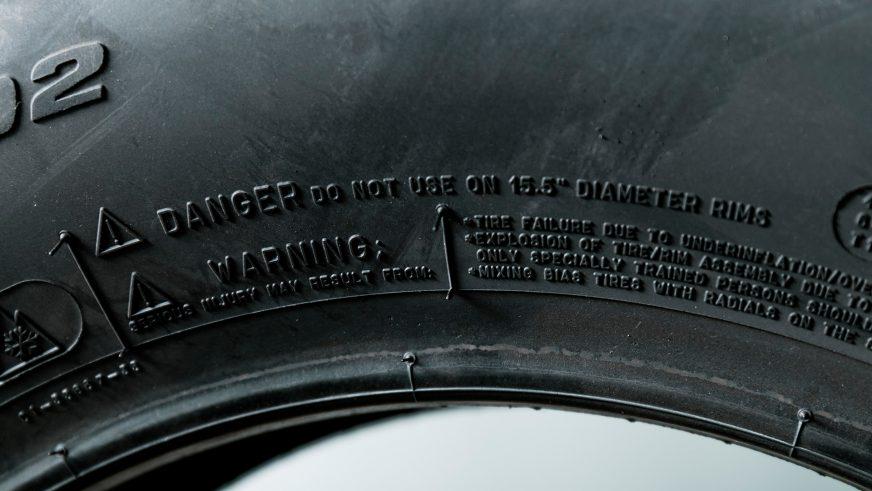 02
DANGER DO NOT USE ON 15.5" DIAMETER RIMS
WARNING:
SERIOUS INJURY MAY RESULT FROM:
•TIRE FAILURE DUE TO UNDERINFLATION/OVE
•EXPLOSION OF TIRE/RIM ASSEMBLY DUE TO
ONLY SPECIALLY TRAINED PERSONS SHOUL
•MIXING BIAS TIRES WITH RADIALS ON THE